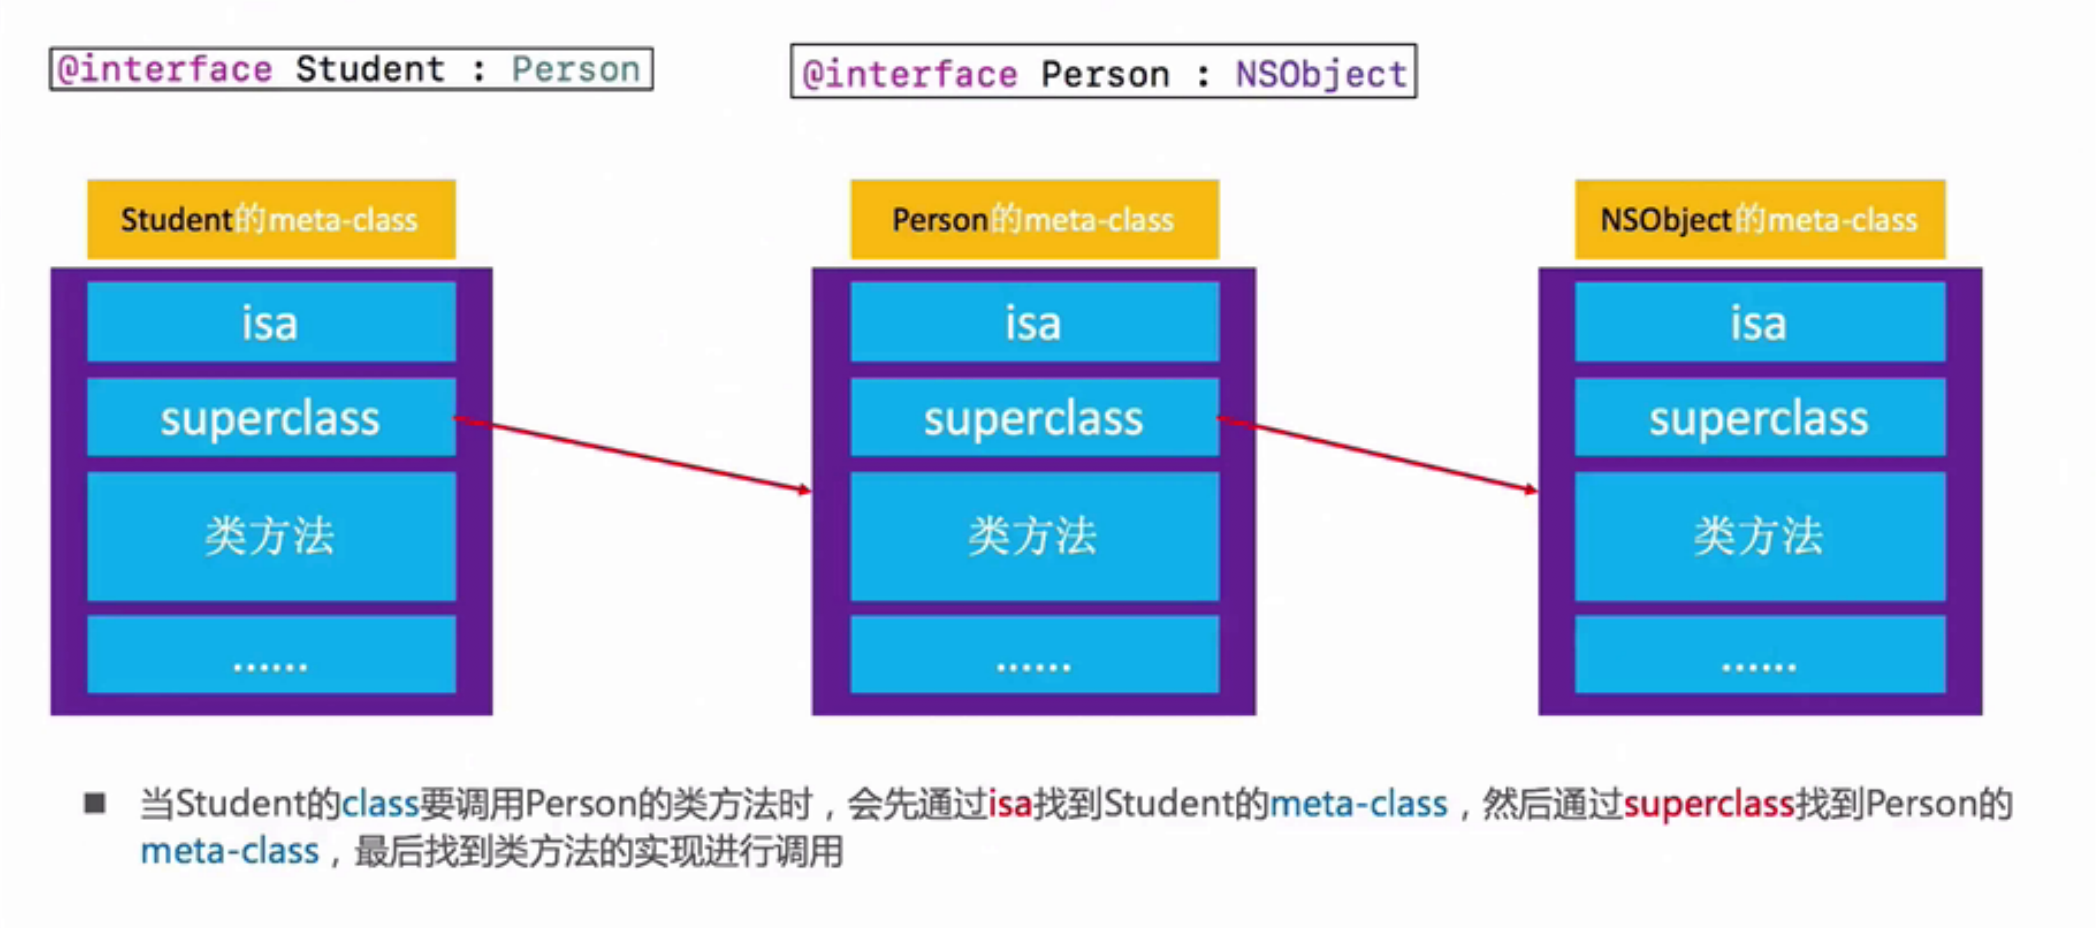 @interface Student : Person
@interface Person : NSObject
Student的meta-class
Person的meta-class
NSObject的meta-class
isa
isa
isa
superclass
superclass
superclass
类方法
类方法
类方法
......
......
......
■ 当Student的class要调用Person的类方法时，会先通过isa找到Student的meta-class，然后通过superclass找到Person的
meta-class，最后找到类方法的实现进行调用